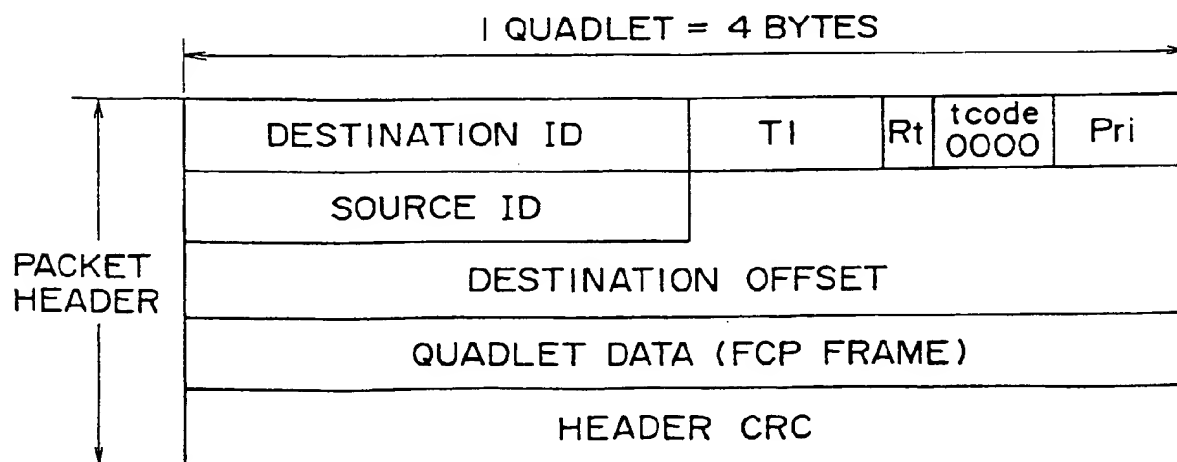 1 QUADLET = 4 BYTES
DESTINATION ID
T1
Rt
tcode
0000
Pri
SOURCE ID
PACKET
HEADER
DESTINATION OFFSET
QUADLET DATA (FCP FRAME)
HEADER CRC